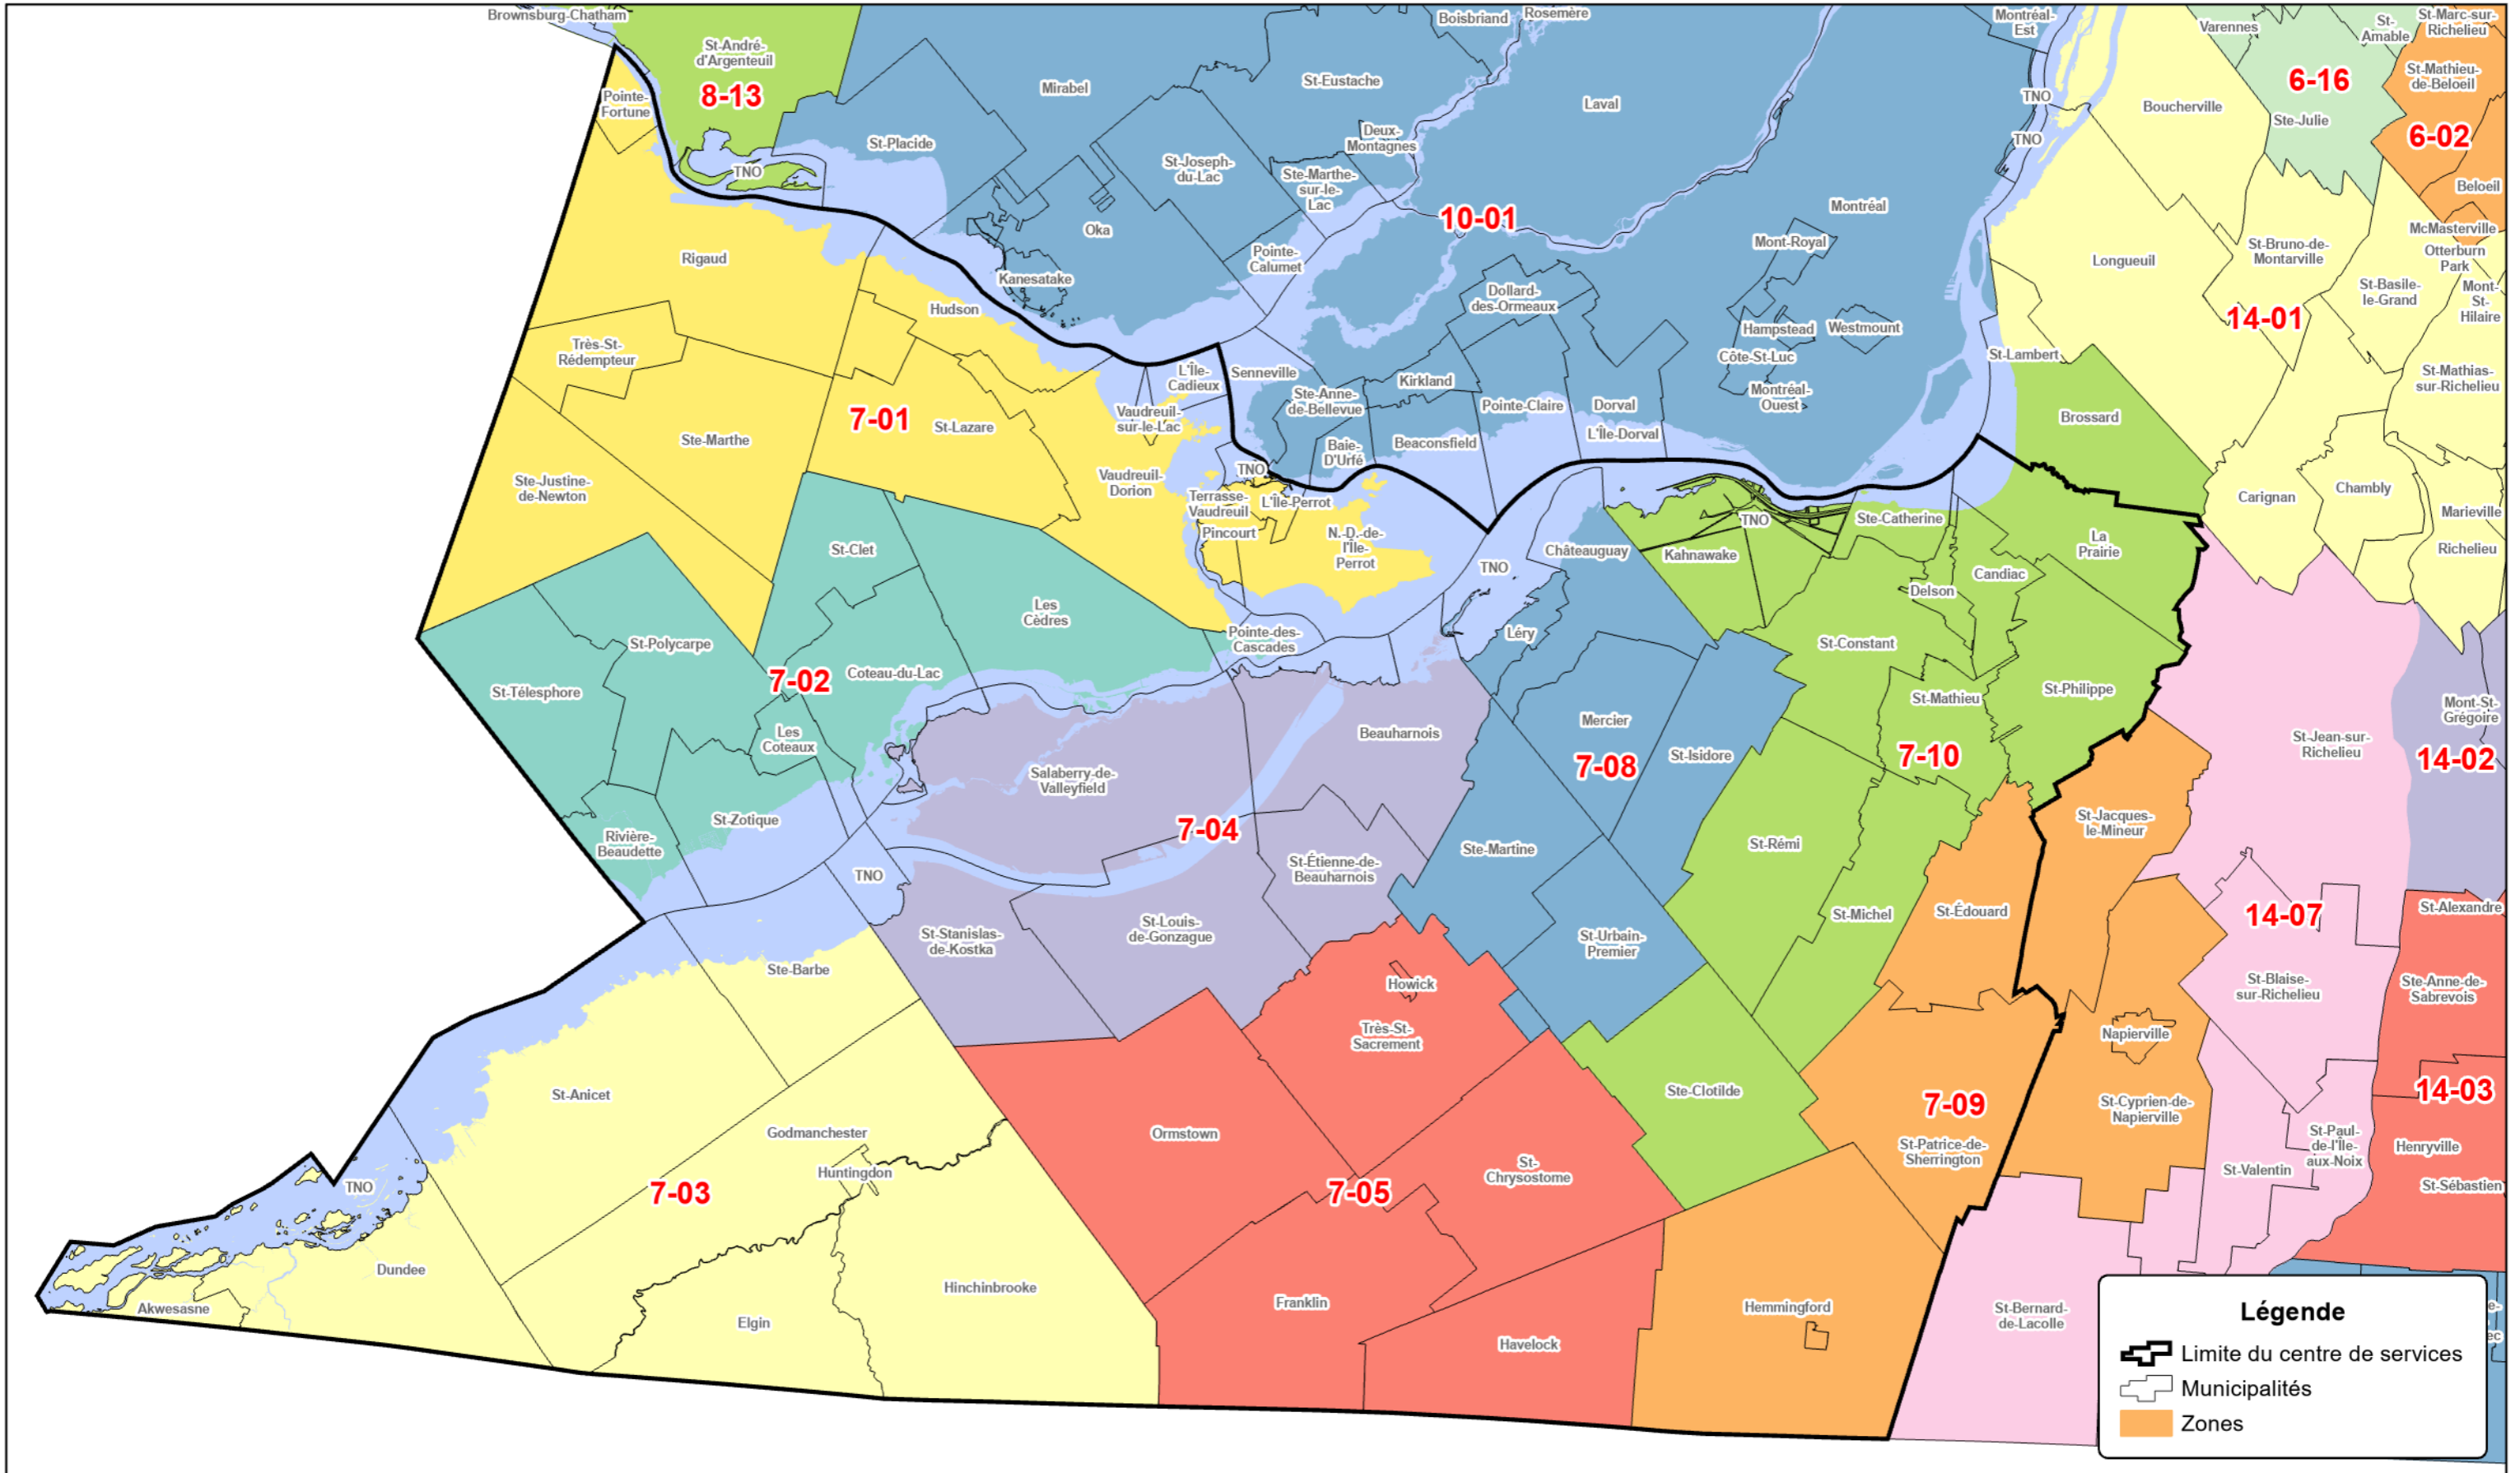 Brownsburg-Chatham
St-André-
d'Argenteuil
8-13
Pointe-
Fortune
TNO
Mirabel
St-Placide
Boisbriand
Rosemère
St-Eustache
Deux-
Montagnes
St-Joseph-
du-Lac
Ste-Marthe-
sur-le-
Lac
Oka
Kanesatake
Pointe-
Calumet
10-01
Laval
Montréal-
Est
TNO
TNO
Montréal
Mont-Royal
Dollard-
des-Ormeaux
Hampstead
Westmount
Côte-St-Luc
Montréal-
Ouest
Senneville
Ste-Anne-
de-Bellevue
Kirkland
Pointe-Claire
Dorval
L'Île-Dorval
Baie-
D'Urfé
Beaconsfield
Varennes
St-
Amable
St-Marc-sur-
Richelieu
6-16
Ste-Julie
St-Mathieu-
de-Beloeil
6-02
Beloeil
Boucherville
McMasterville
Otterburn
Park
Mont-
St-
Hilaire
St-Bruno-de-
Montarville
St-Basile-
le-Grand
Longueuil
14-01
St-Lambert
St-Mathias-
sur-Richelieu
Brossard
Carignan
Chambly
Marieville
Richelieu
Rigaud
Hudson
Très-St-
Rédempteur
L'Île-
Cadieux
Vaudreuil-
sur-le-Lac
7-01
St-Lazare
Ste-Marthe
Ste-Justine-
de-Newton
Vaudreuil-
Dorion
TNO
Terrasse-
Vaudreuil
L'Île-Perrot
Pincourt
N.-D.-de-
l'Île-
Perrot
St-Clet
Les
Cèdres
Pointe-des-
Cascades
St-Polycarpe
7-02
Coteau-du-Lac
St-Télesphore
Les
Coteaux
St-Zotique
Rivière-
Beaudette
TNO
Châteauguay
Léry
Kahnawake
TNO
Ste-Catherine
La
Prairie
Candiac
Delson
St-Constant
St-Mathieu
St-Philippe
7-10
Mercier
7-08
St-Isidore
Beauharnois
Salaberry-de-
Valleyfield
7-04
St-Étienne-de-
Beauharnois
Ste-Martine
St-Rémi
TNO
St-Stanislas-
de-Kostka
St-Louis-
de-Gonzague
St-Urbain-
Premier
St-Michel
St-Édouard
St-Jacques-
le-Mineur
St-Jean-sur-
Richelieu
Mont-St-
Grégoire
14-02
14-07
St-Alexandre
St-Blaise-
sur-Richelieu
Ste-Anne-de-
Sabrevois
Napierville
14-03
St-Cyprien-de-
Napierville
St-Paul-
de-l'Île-
aux-Noix
Henryville
St-Valentin
St-Sébastien
Ste-Barbe
St-Anicet
Godmanchester
Huntingdon
7-03
TNO
Dundee
Akwesasne
Elgin
Hinchinbrooke
Howick
Très-St-
Sacrement
Ormstown
St-
Chrysostome
7-05
Franklin
Havelock
Ste-Clotilde
7-09
St-Patrice-de-
Sherrington
Hemmingford
St-Bernard-
de-Lacolle
Légende
Limite du centre de services
Municipalités
Zones